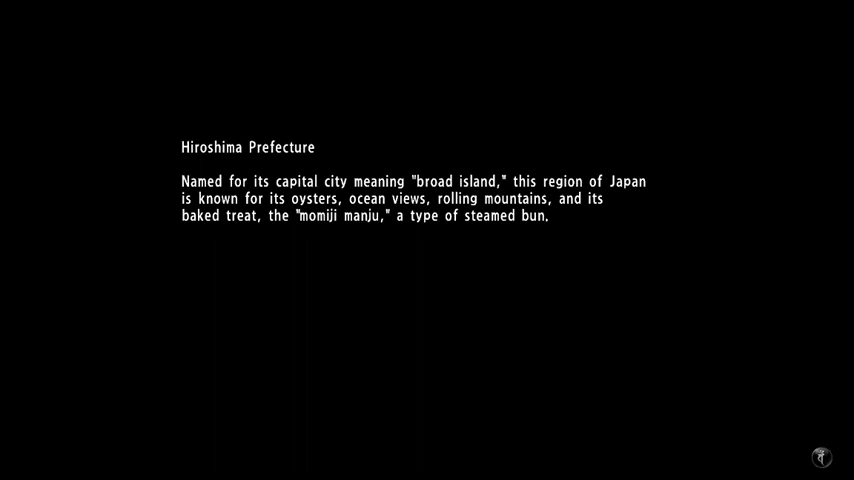 Hiroshima Prefecture
Named for its capital city meaning "broad island," this region of Japan
is known for its oysters, ocean views, rolling mountains, and its
baked treat, the "momiji manju," a type of steamed bun.